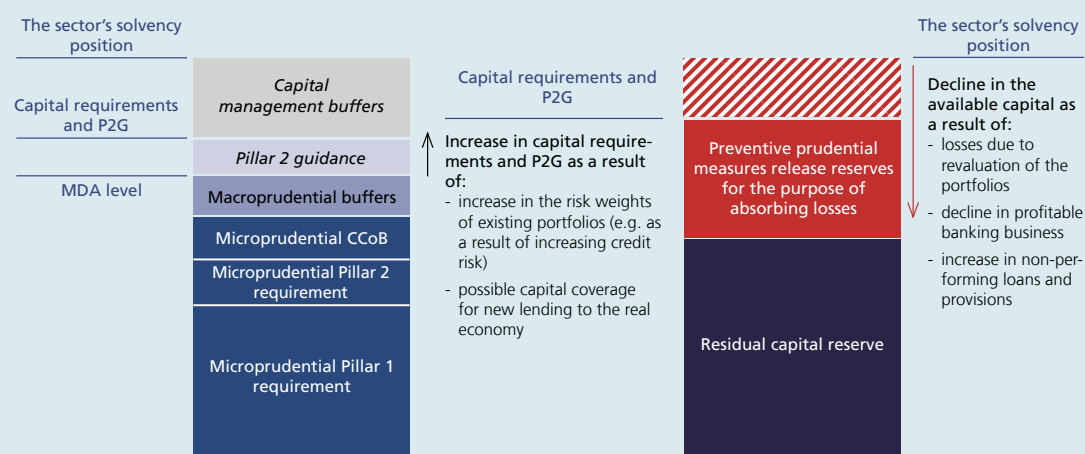 The sector's solvency
position
Capital requirements
and P2G
MDA level
Capital
management buffers
Pillar 2 guidance
Macroprudential buffers
Microprudential CCoB
Microprudential Pillar 2
requirement
Microprudential Pillar 1
requirement
Capital requirements and
P2G
Increase in capital require-
ments and P2G as a result
of:
- increase in the risk weights
of existing portfolios (e.g. as
a result of increasing credit
risk)
- possible capital coverage
for new lending to the real
economy
Preventive prudential
measures release reserves
for the purpose of
absorbing losses
Residual capital reserve
The sector's solvency
position
Decline in the
available capital as
a result of:
- losses due to
revaluation of the
portfolios
- decline in profitable
banking business
- increase in non-per-
forming loans and
provisions